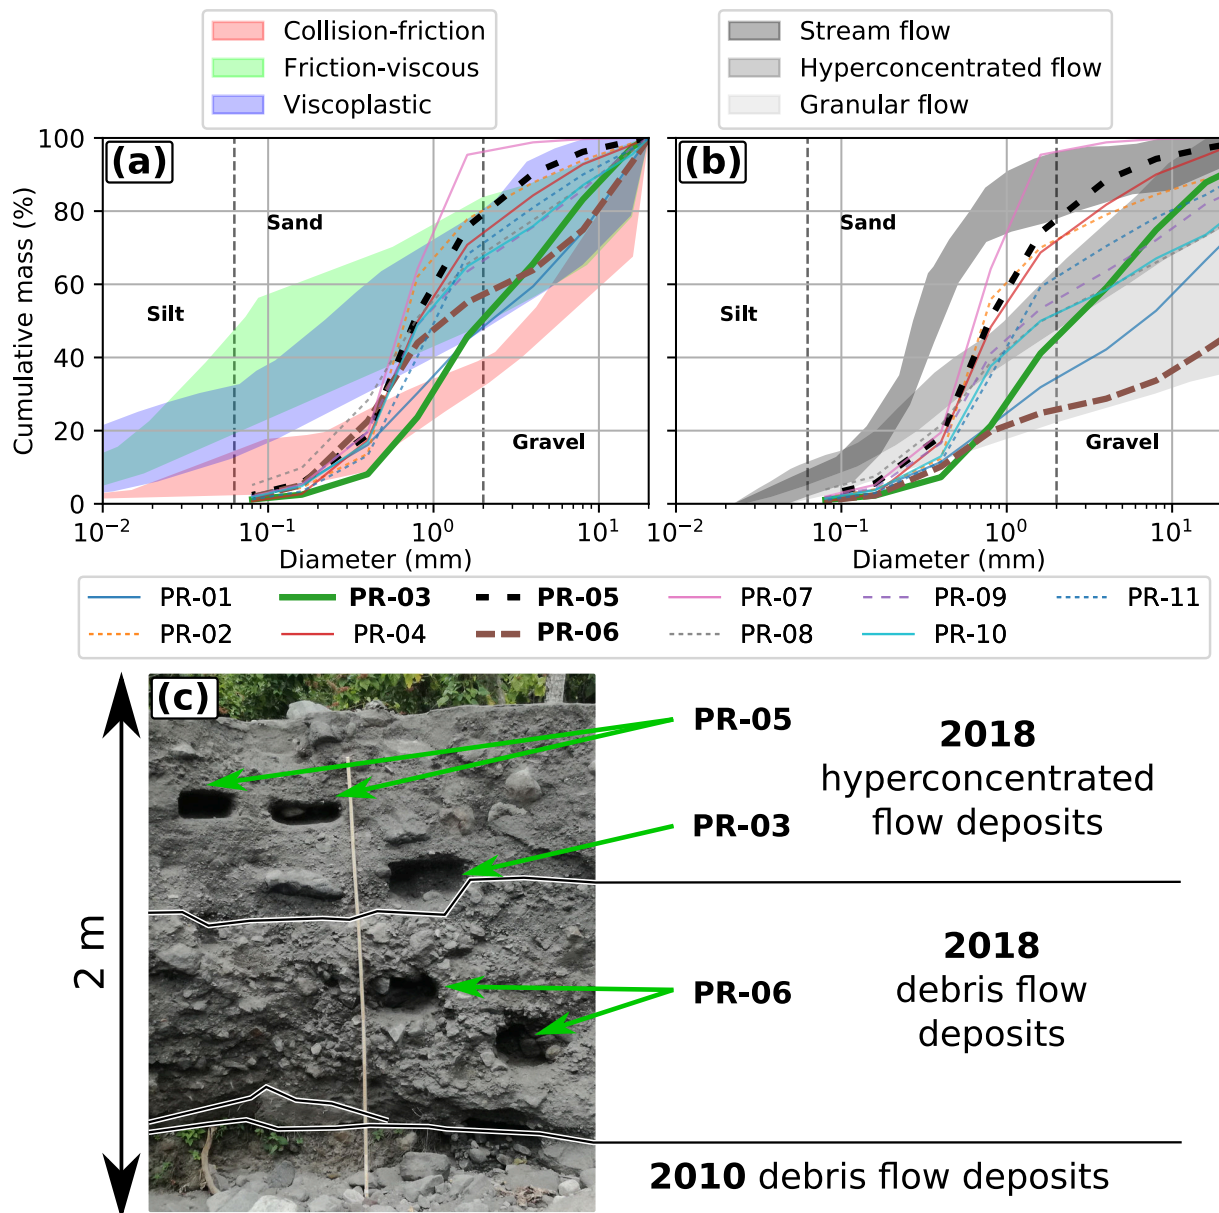 Collision-friction
Friction-viscous
Viscoplastic
Stream flow
Hyperconcentrated flow
Granular flow
Cumulative mass (%)
100
80
60
40
20
0
(a)
Sand
Silt
Gravel
10⁻²
10⁻¹
10⁰
10¹
Diameter (mm)
(b)
Sand
Silt
Gravel
10⁻²
10⁻¹
10⁰
10¹
Diameter (mm)
PR-01
PR-03
PR-05
PR-07
PR-09
PR-11
PR-02
PR-04
PR-06
PR-08
PR-10
2 m
(c)
PR-05
PR-03
2018
hyperconcentrated
flow deposits
PR-06
2018
debris flow
deposits
2010 debris flow deposits